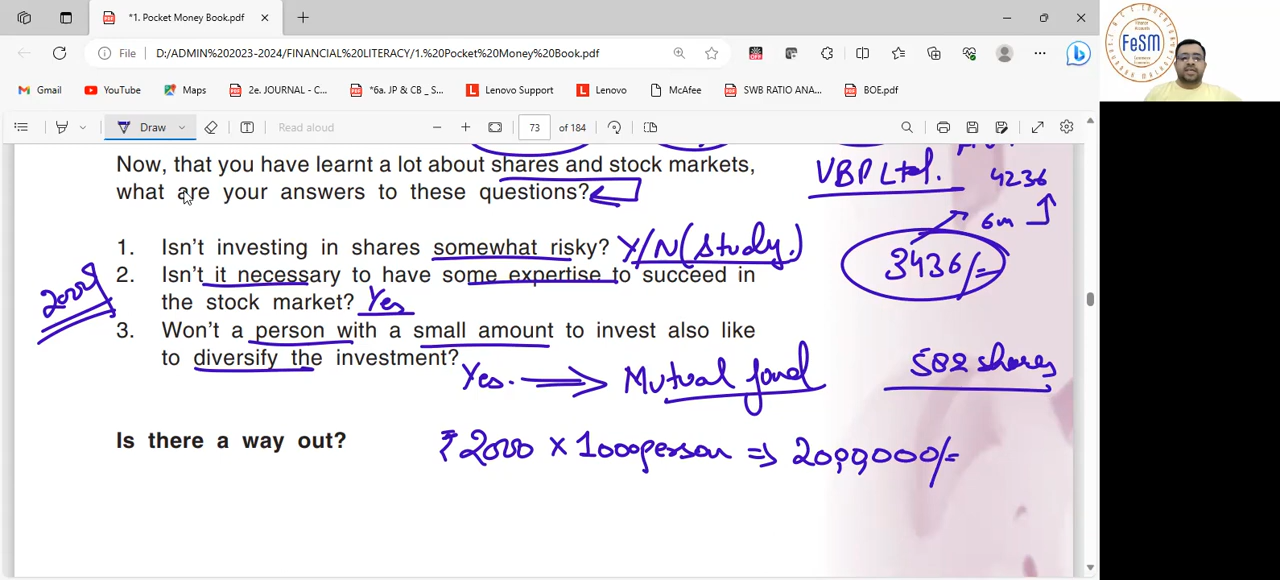 *1. Pocket Money Book.pdf
File D:/ADMIN%202023-2024/FINANCIAL%20LITERACY/1.%20Pocket%20Money%20Book.pdf
Gmail YouTube Maps 2e. JOURNAL - C... *6a. JP & CB _ S... Lenovo Support Lenovo McAfee SWB RATIO ANA... BOE.pdf
Draw Read aloud 73 of 184
FeSM
Now, that you have learnt a lot about shares and stock markets,
what are your answers to these questions?
VBP Ltd.
4236
6m
3436/-
1. Isn't investing in shares somewhat risky? Y/N (Study.)
2. Isn't it necessary to have some expertise to succeed in
the stock market? Yes
3. Won't a person with a small amount to invest also like
to diversify the investment?
Yes. ⟹ Mutual fund
582 shares
Is there a way out?
₹2000 × 1000person ⇒ 20,00,000/-